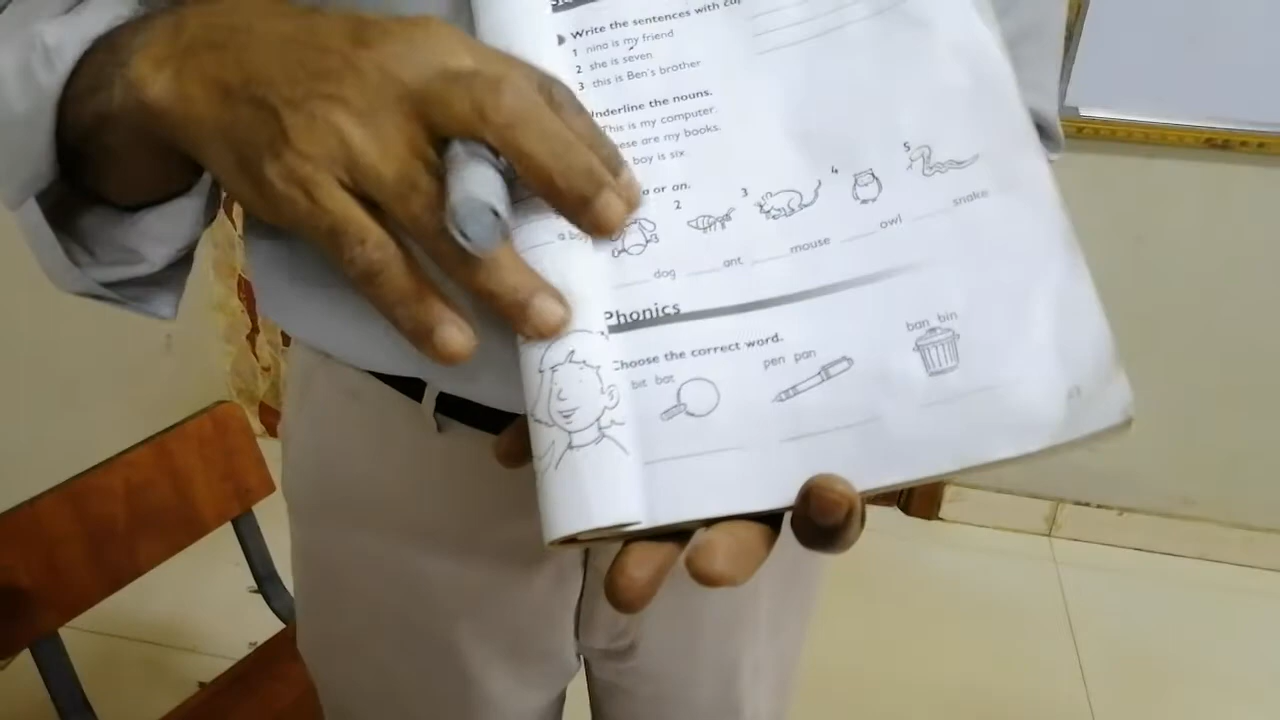 Write the sentences with
1 nina is my friend
2 she is seven
3 this is Ben's brother
Underline the nouns.
This is my computer.
ese are my books.
boy is six
a or an.
2 3 4 5
dog ant mouse owl snake
Phonics
Choose the correct word.
bit bat pen pan ban bin